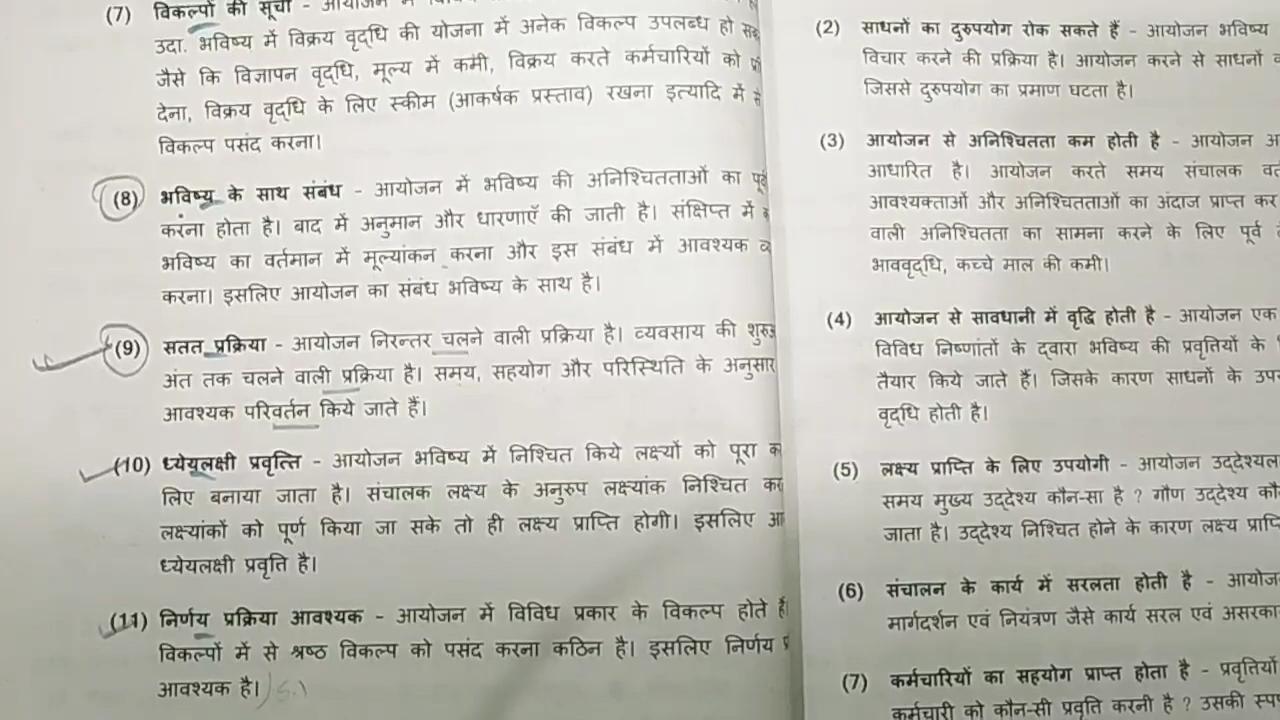 (7) विकल्पों की सूची - आयोजन में
उदा. भविष्य में विक्रय वृद्धि की योजना में अनेक विकल्प उपलब्ध हो
जैसे कि विज्ञापन वृद्धि, मूल्य में कमी, विक्रय करते कर्मचारियों को
देना, विक्रय वृद्धि के लिए स्कीम (आकर्षक प्रस्ताव) रखना इत्यादि में से
विकल्प पसंद करना।
(8) भविष्य के साथ संबंध - आयोजन में भविष्य की अनिश्चितताओं का पूर्व
करना होता है। बाद में अनुमान और धारणाएँ की जाती है। संक्षिप्त में
भविष्य का वर्तमान में मूल्यांकन करना और इस संबंध में आवश्यक
करना। इसलिए आयोजन का संबंध भविष्य के साथ है।
(9) सतत प्रक्रिया - आयोजन निरन्तर चलने वाली प्रक्रिया है। व्यवसाय की
अंत तक चलने वाली प्रक्रिया है। समय, सहयोग और परिस्थिति के अनुसार
आवश्यक परिवर्तन किये जाते हैं।
(10) ध्येयलक्षी प्रवृत्ति - आयोजन भविष्य में निश्चित किये लक्ष्यों को पूरा
लिए बनाया जाता है। संचालक लक्ष्य के अनुरुप लक्ष्यांक निश्चित
लक्ष्यांकों को पूर्ण किया जा सके तो ही लक्ष्य प्राप्ति होगी। इसलिए
ध्येयलक्षी प्रवृति है।
(11) निर्णय प्रक्रिया आवश्यक - आयोजन में विविध प्रकार के विकल्प होते हैं
विकल्पों में से श्रष्ठ विकल्प को पसंद करना कठिन है। इसलिए निर्णय
आवश्यक है।
(2) साधनों का दुरुपयोग रोक सकते हैं - आयोजन भविष्य
विचार करने की प्रक्रिया है। आयोजन करने से साधनों
जिससे दुरुपयोग का प्रमाण घटता है।
(3) आयोजन से अनिश्चितता कम होती है - आयोजन
आधारित है। आयोजन करते समय संचालक
आवश्यक्ताओं और अनिश्चितताओं का अंदाज प्राप्त कर
वाली अनिश्चितता का सामना करने के लिए पूर्व
भाववृद्धि, कच्चे माल की कमी।
(4) आयोजन से सावधानी में वृद्धि होती है - आयोजन एक
विविध निष्णांतों के द्वारा भविष्य की प्रवृत्तियों के
तैयार किये जाते हैं। जिसके कारण साधनों के
वृद्धि होती है।
(5) लक्ष्य प्राप्ति के लिए उपयोगी - आयोजन
समय मुख्य उद्देश्य कौन-सा है ? गौण उद्देश्य
जाता है। उद्देश्य निश्चित होने के कारण लक्ष्य
(6) संचालन के कार्य में सरलता होती है -
मार्गदर्शन एवं नियंत्रण जैसे कार्य सरल एवं
(7) कर्मचारियों का सहयोग प्राप्त होता है -
कर्मचारी को कौन-सी प्रवृति करनी है ? उसकी